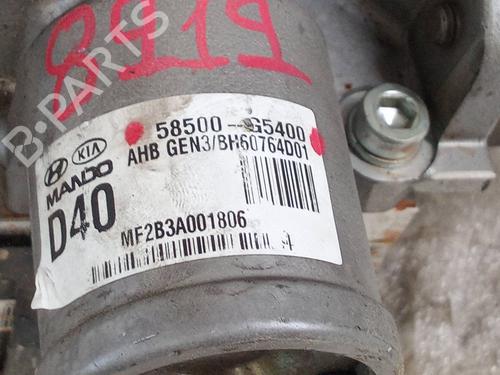 8919
B-PARTS
58500--G5400
AHB GEN3/BH60764D01
KIA
MANDO
D40
MF2B3A001806